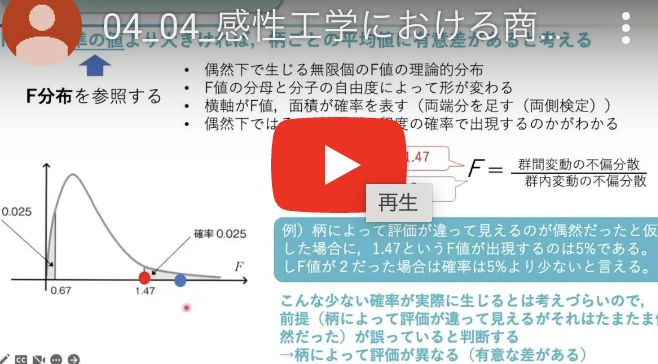 04_04_感性工学における商…
準の値より大きければ，柄ごとの平均値に有意差があると考える
F分布を参照する
• 偶然下で生じる無限個のF値の理論的分布
• F値の分母と分子の自由度によって形が変わる
• 横軸がF値，面積が確率を表す（両端分を足す（両側検定））
• 偶然下では 程度の確率で出現するのかがわかる
1.47
F = 群間変動の不偏分散
群内変動の不偏分散
再生
0.025
確率 0.025
F
0.67
1.47
例）柄によって評価が違って見えるのが偶然だったと仮
した場合に，1.47というF値が出現するのは5%である。
しF値が２だった場合は確率は5%より少ないと言える。
こんな少ない確率が実際に生じるとは考えづらいので，
前提（柄によって評価が違って見えるがそれはたまたま
然だった）が誤っていると判断する
→柄によって評価が異なる（有意な差がある）